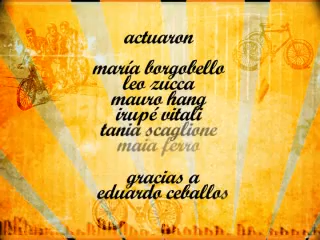 actuaron
maría borgobello
leo zucca
mauro hang
irupé vitali
tania scaglione
maia ferro
gracias a
eduardo ceballos